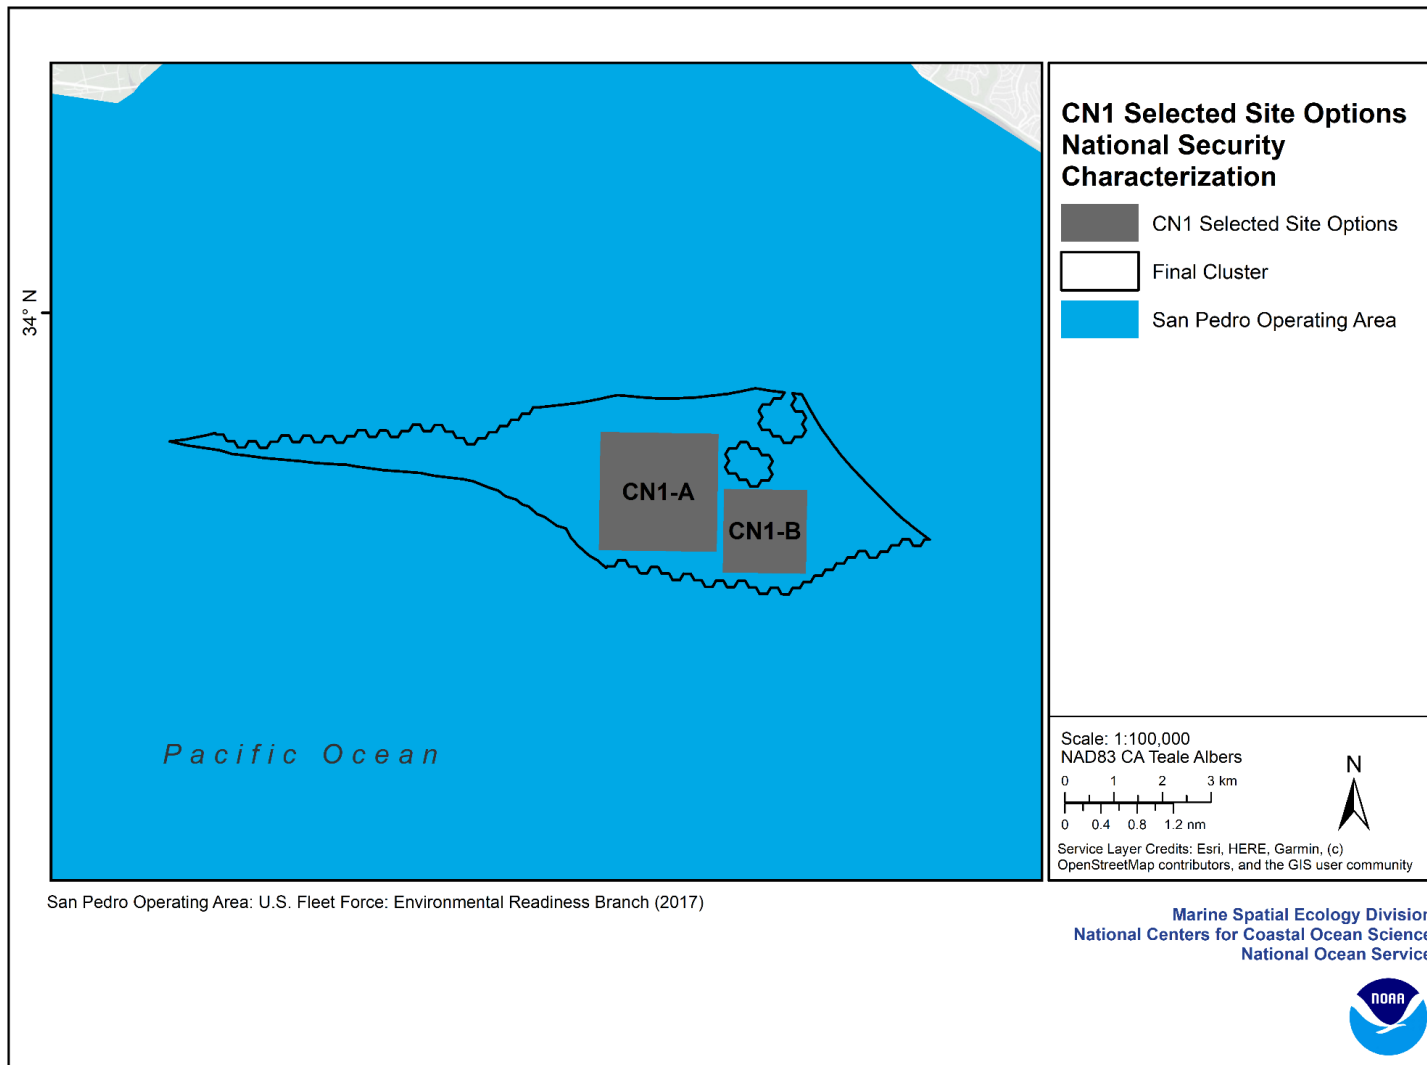 CN1 Selected Site Options
National Security
Characterization
CN1 Selected Site Options
Final Cluster
San Pedro Operating Area
34° N
CN1-A
CN1-B
Pacific Ocean
Scale: 1:100,000
NAD83 CA Teale Albers
0 1 2 3 km
0 0.4 0.8 1.2 nm
N
Service Layer Credits: Esri, HERE, Garmin, (c)
OpenStreetMap contributors, and the GIS user community
San Pedro Operating Area: U.S. Fleet Force: Environmental Readiness Branch (2017)
Marine Spatial Ecology Division
National Centers for Coastal Ocean Science
National Ocean Service
NOAA